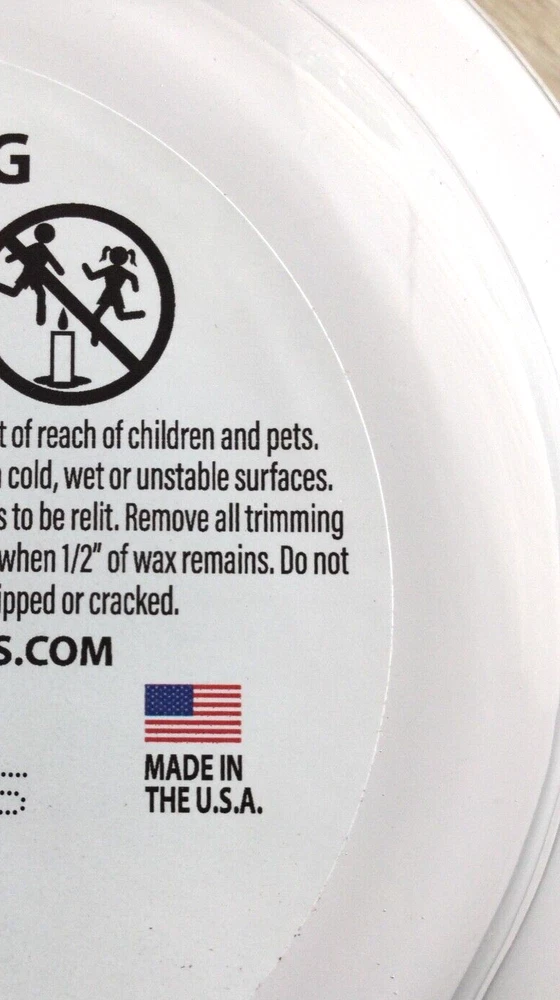 G
t of reach of children and pets.
cold, wet or unstable surfaces.
s to be relit. Remove all trimming
when 1/2” of wax remains. Do not
ipped or cracked.
S.COM
MADE IN
THE U.S.A.